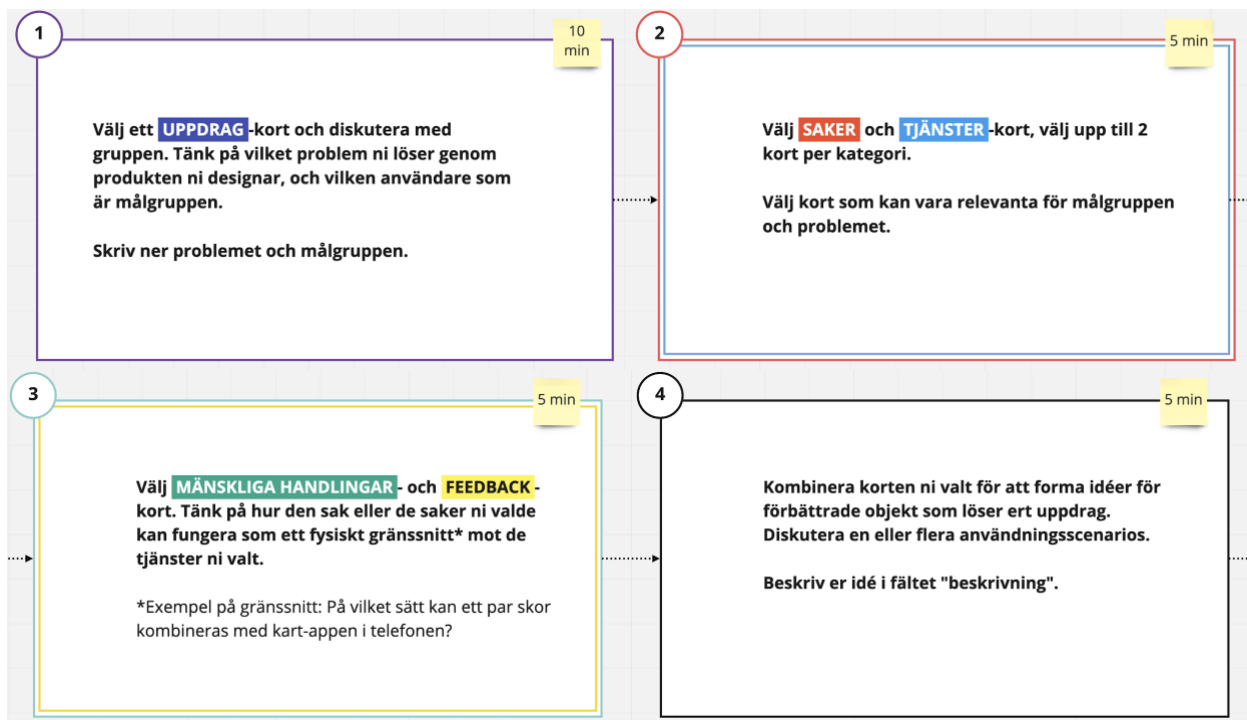 1
10
min
Välj ett UPPDRAG-kort och diskutera med
gruppen. Tänk på vilket problem ni löser genom
produkten ni designar, och vilken användare som
är målgruppen.
Skriv ner problemet och målgruppen.
2
5 min
Välj SAKER och TJÄNSTER-kort, välj upp till 2
kort per kategori.
Välj kort som kan vara relevanta för målgruppen
och problemet.
3
5 min
Välj MÄNSKLIGA HANDLINGAR- och FEEDBACK-
kort. Tänk på hur den sak eller de saker ni valde
kan fungera som ett fysiskt gränssnitt* mot de
tjänster ni valt.
*Exempel på gränssnitt: På vilket sätt kan ett par skor
kombineras med kart-appen i telefonen?
4
5 min
Kombinera korten ni valt för att forma idéer för
förbättrade objekt som löser ert uppdrag.
Diskutera en eller flera användningsscenarios.
Beskriv er idé i fältet "beskrivning".